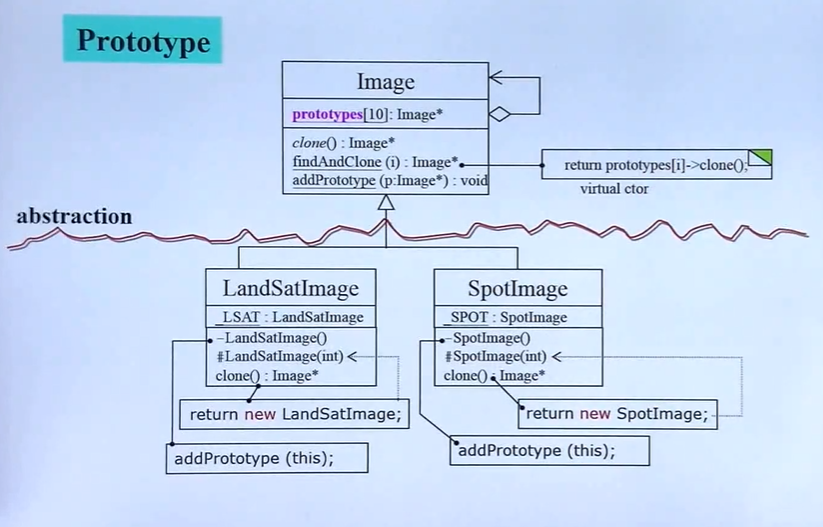 Prototype
Image
prototypes[10]: Image*
clone() : Image*
findAndClone (i) : Image*
addPrototype (p:Image*) : void
return prototypes[i]->clone();
virtual ctor
abstraction
LandSatImage
_LSAT : LandSatImage
-LandSatImage()
#LandSatImage(int)
clone() : Image*
return new LandSatImage;
addPrototype (this);
SpotImage
_SPOT : SpotImage
-SpotImage()
#SpotImage(int)
clone() : Image*
return new SpotImage;
addPrototype (this);